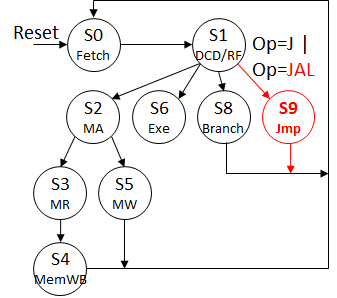 Reset
S0
Fetch
S1
DCD/RF
Op=J |
Op=JAL
S2
MA
S6
Exe
S8
Branch
S9
Jmp
S3
MR
S5
MW
S4
MemWB